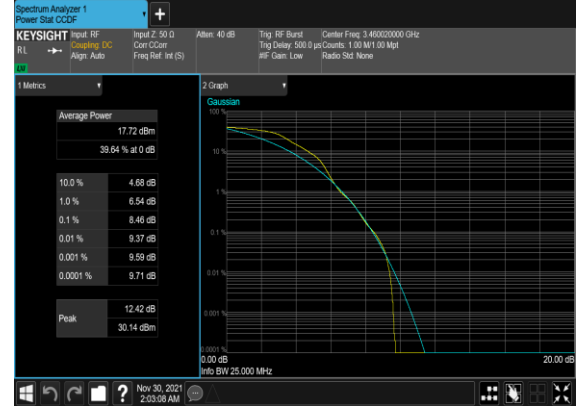 Spectrum Analyzer 1
Power Stat CCDF
KEYSIGHT
R L
LXI
Input: RF
Coupling: DC
Align: Auto
Input Z: 50 Ω
Corr CCorr
Freq Ref: Int (S)
Atten: 40 dB
Trig: RF Burst
Trig Delay: 500.0 µs
#IF Gain: Low
Center Freq: 3.460020000 GHz
Counts: 1.00 M/1.00 Mpt
Radio Std: None
1 Metrics
Average Power
17.72 dBm
39.64 % at 0 dB
10.0 % 4.68 dB
1.0 % 6.54 dB
0.1 % 8.46 dB
0.01 % 9.37 dB
0.001 % 9.59 dB
0.0001 % 9.71 dB
Peak
12.42 dB
30.14 dBm
2 Graph
Gaussian
100 %
10 %
1 %
0.1 %
0.01 %
0.001 %
0.0001 %
0.00 dB
20.00 dB
Info BW 25.000 MHz
?
Nov 30, 2021
2:03:08 AM